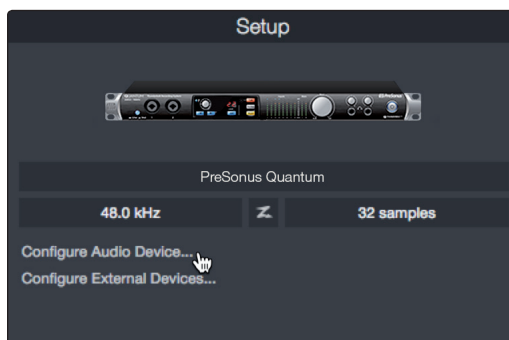 Setup
PreSonus Quantum
48.0 kHz
Z
32 samples
Configure Audio Device...
Configure External Devices...